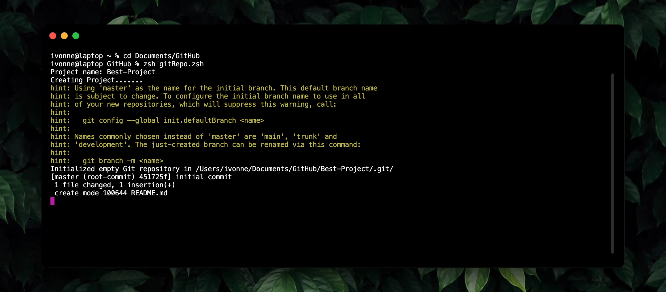 ivonne@laptop ~ % cd Documents/GitHub
ivonne@laptop GitHub % zsh gitRepo.zsh
Project name: Best-Project
Creating Project.......
hint: Using 'master' as the name for the initial branch. This default branch name
hint: is subject to change. To configure the initial branch name to use in all
hint: of your new repositories, which will suppress this warning, call:
hint:
hint:   git config --global init.defaultBranch <name>
hint:
hint: Names commonly chosen instead of 'master' are 'main', 'trunk' and
hint: 'development'. The just-created branch can be renamed via this command:
hint:
hint:   git branch -m <name>
Initialized empty Git repository in /Users/ivonne/Documents/GitHub/Best-Project/.git/
[master (root-commit) 451725f] initial commit
 1 file changed, 1 insertion(+)
 create mode 100644 README.md